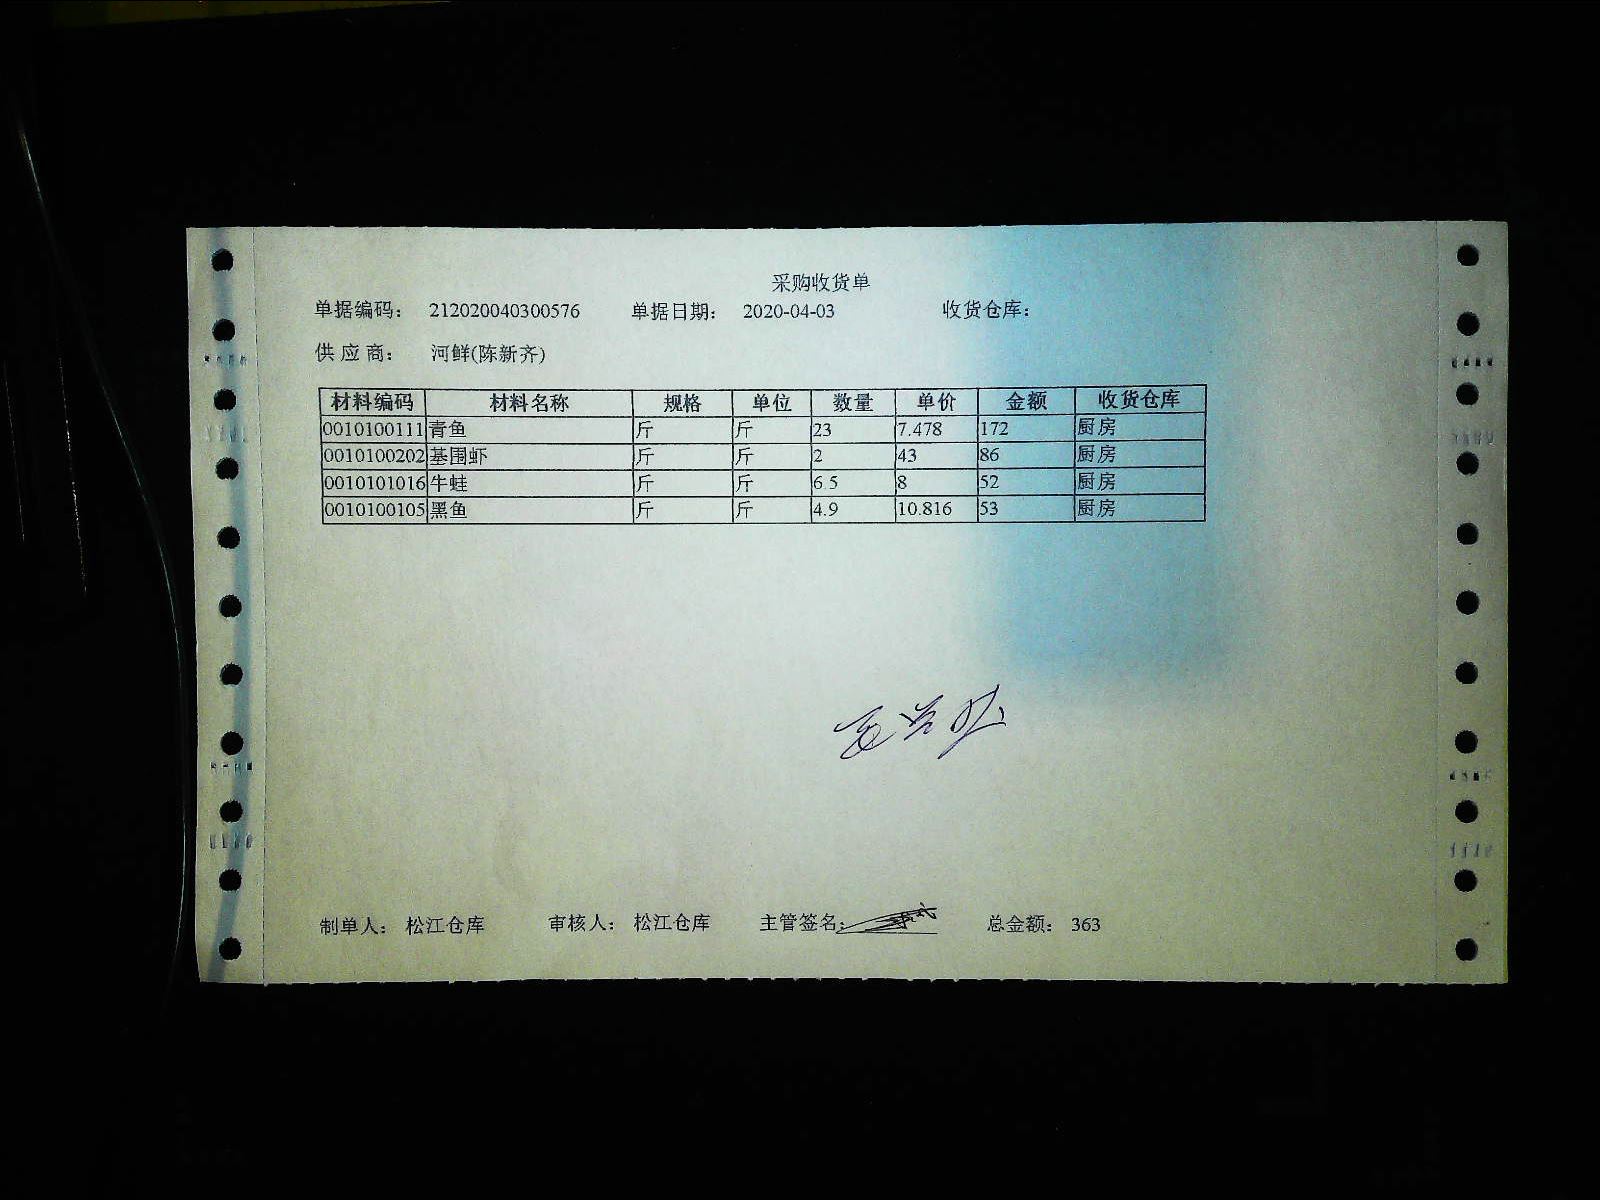 采购收货单
单据编码: 212020040300576 单据日期: 2020-04-03 收货仓库:
供应商: 河鲜(陈新齐)
材料编码 材料名称 规格 单位 数量 单价 金额 收货仓库
0010100111 青鱼 斤 斤 23 7.478 172 厨房
0010100202 基围虾 斤 斤 2 43 86 厨房
0010101016 牛蛙 斤 斤 6.5 8 52 厨房
0010100105 黑鱼 斤 斤 4.9 10.816 53 厨房
制单人: 松江仓库 审核人: 松江仓库 主管签名: 总金额: 363